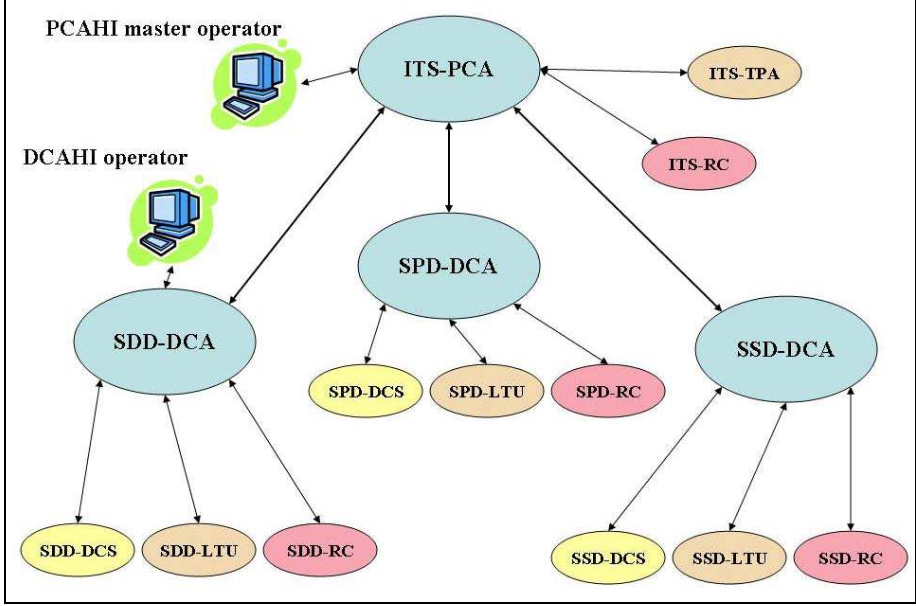 PCAHI master operator
ITS-PCA
ITS-TPA
DCAHI operator
ITS-RC
SPD-DCA
SDD-DCA
SSD-DCA
SPD-DCS
SPD-LTU
SPD-RC
SDD-DCS
SDD-LTU
SDD-RC
SSD-DCS
SSD-LTU
SSD-RC